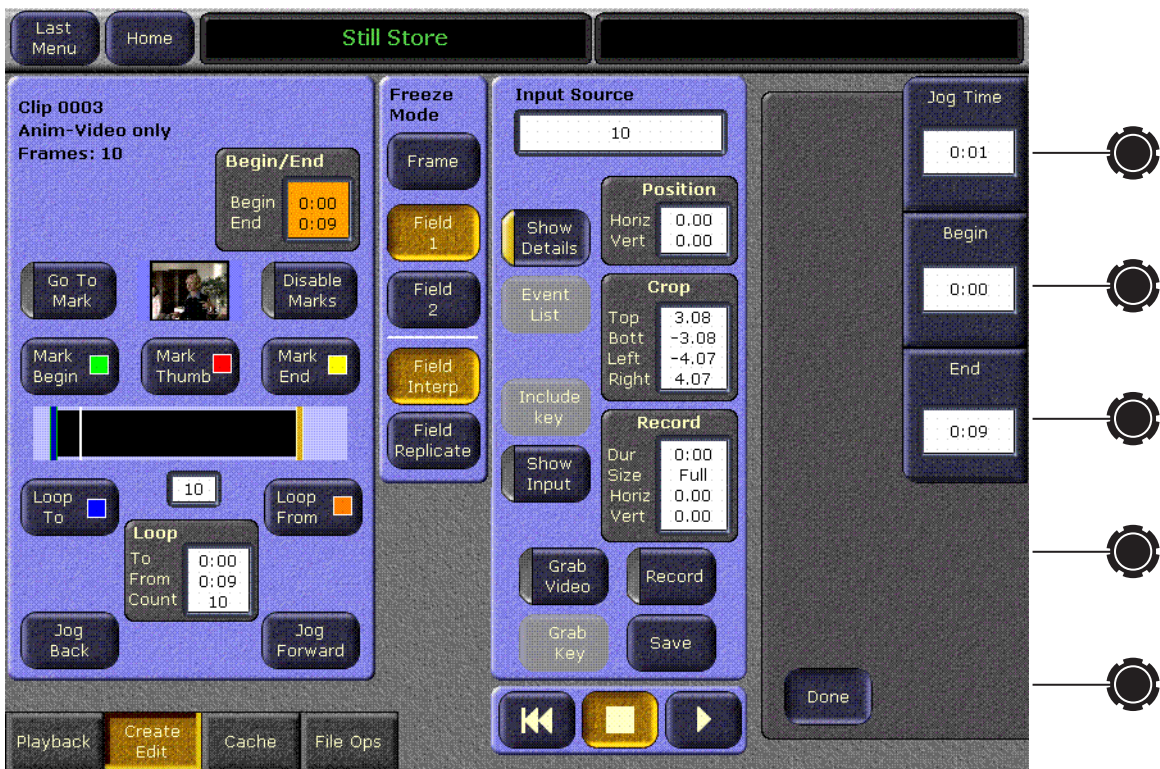 Last
Menu
Home
Still Store
Clip 0003
Anim-Video only
Frames: 10
Begin/End
Begin 0:00
End 0:09
Go To
Mark
Disable
Marks
Mark
Begin
Mark
Thumb
Mark
End
10
Loop
To
Loop
From
Loop
To 0:00
From 0:09
Count 10
Jog
Back
Jog
Forward
Freeze
Mode
Frame
Field
1
Field
2
Field
Interp
Field
Replicate
Input Source
10
Show
Details
Position
Horiz 0.00
Vert 0.00
Event
List
Crop
Top 3.08
Bott -3.08
Left -4.07
Right 4.07
Include
key
Show
Input
Record
Dur 0:00
Size Full
Horiz 0.00
Vert 0.00
Grab
Video
Record
Grab
Key
Save
Jog Time
0:01
Begin
0:00
End
0:09
Done
Playback
Create
Edit
Cache
File Ops